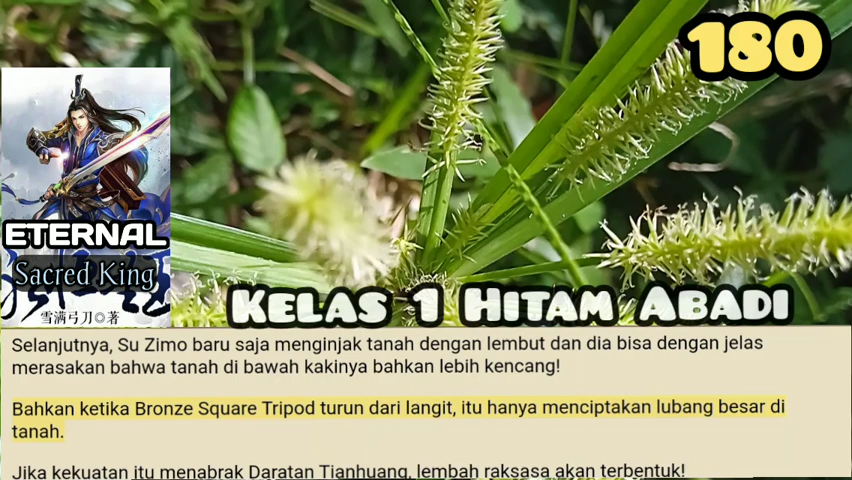 180
ETERNAL
Sacred King
雪满弓刀◎著
KELAS 1 HITAM ABADI
Selanjutnya, Su Zimo baru saja menginjak tanah dengan lembut dan dia bisa dengan jelas
merasakan bahwa tanah di bawah kakinya bahkan lebih kencang!
Bahkan ketika Bronze Square Tripod turun dari langit, itu hanya menciptakan lubang besar di
tanah.
Jika kekuatan itu menabrak Daratan Tianhuang, lembah raksasa akan terbentuk!